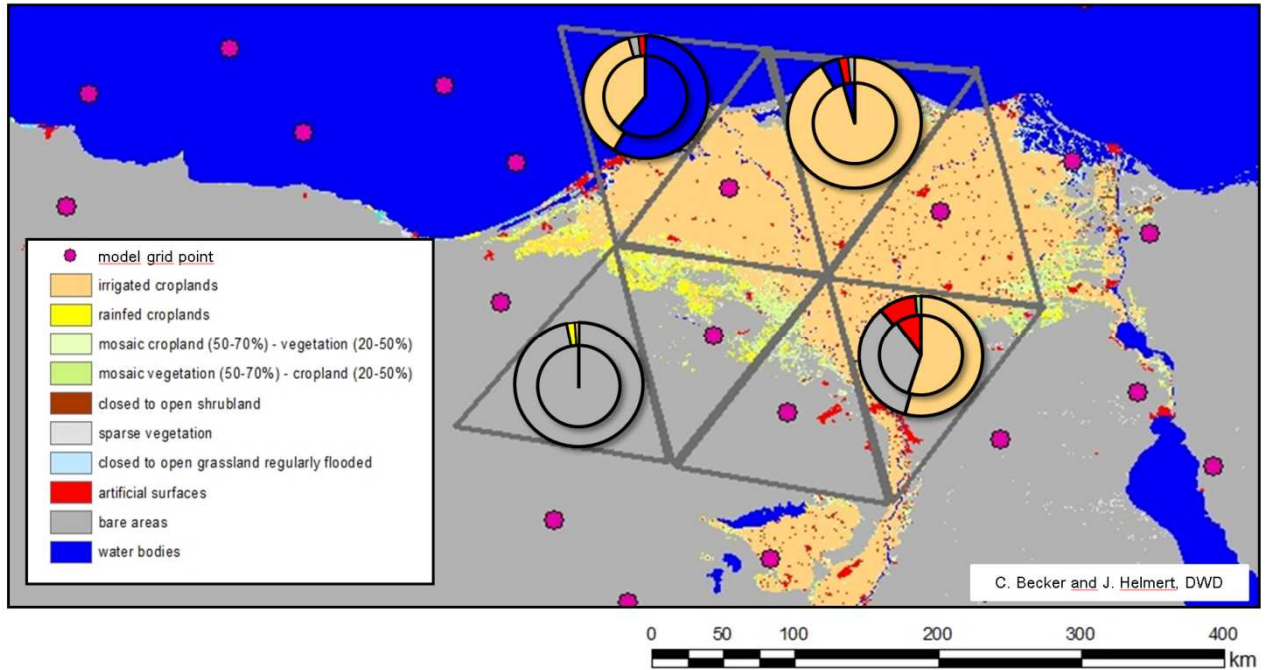 model grid point
irrigated croplands
rainfed croplands
mosaic cropland (50-70%) - vegetation (20-50%)
mosaic vegetation (50-70%) - cropland (20-50%)
closed to open shrubland
sparse vegetation
closed to open grassland regularly flooded
artificial surfaces
bare areas
water bodies
C. Becker and J. Helmert, DWD
0 50 100 200 300 400
km